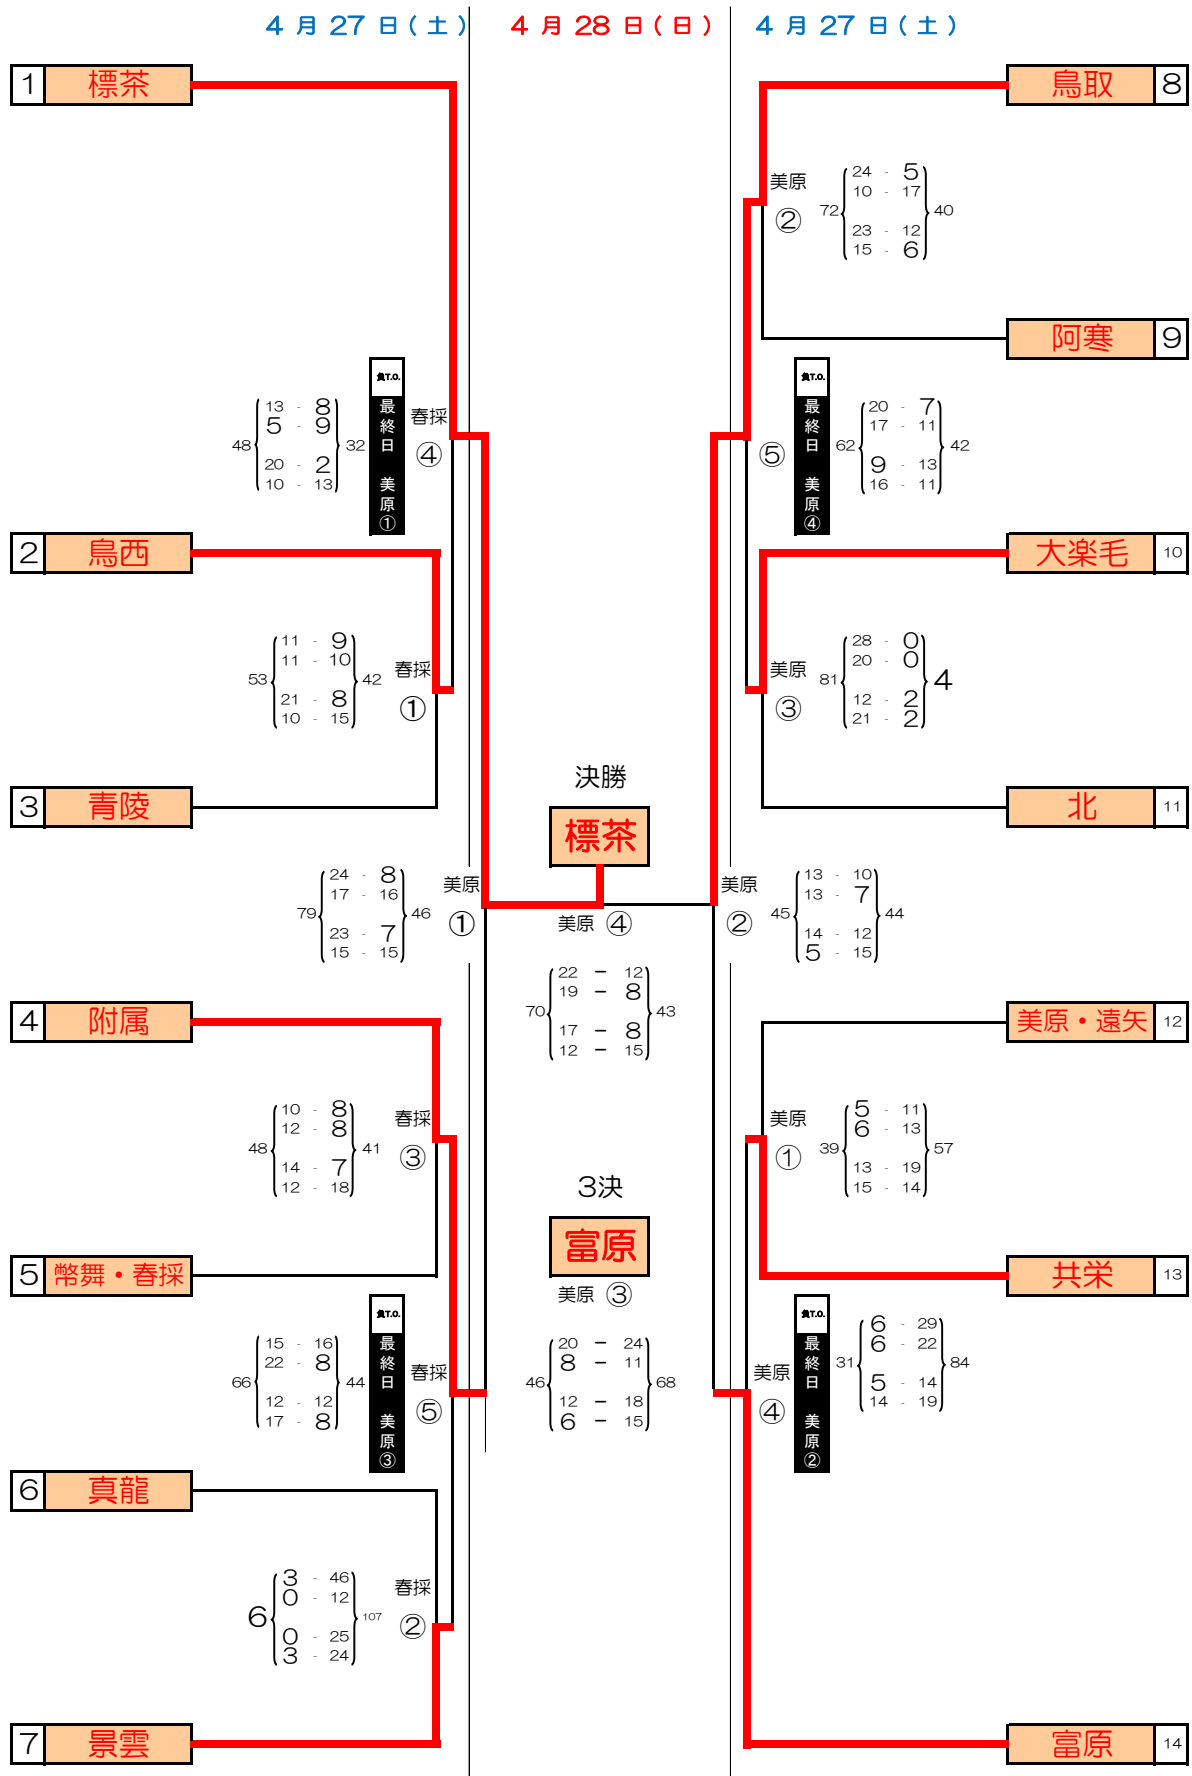 4 月 27 日(土)
4 月 28 日(日)
4 月 27 日(土)
1 標茶
鳥取 8
美原
②
72 40
24 - 5
10 - 17
23 - 12
15 - 6
阿寒 9
負T.O.
最終日 美原①
春採
④
48 32
13 - 8
5 - 9
20 - 2
10 - 13
負T.O.
最終日 美原④
⑤
62 42
20 - 7
17 - 11
9 - 13
16 - 11
2 鳥西
大楽毛 10
春採
①
53 42
11 - 9
11 - 10
21 - 8
10 - 15
美原
③
81 4
28 - 0
20 - 0
12 - 2
21 - 2
3 青陵
北 11
決勝
標茶
美原 ④
70 43
22 - 12
19 - 8
17 - 8
12 - 15
美原
①
79 46
24 - 8
17 - 16
23 - 7
15 - 15
美原
②
45 44
13 - 10
13 - 7
14 - 12
5 - 15
4 附属
美原・遠矢 12
春採
③
48 41
10 - 8
12 - 8
14 - 7
12 - 18
美原
①
39 57
5 - 11
6 - 13
13 - 19
15 - 14
3決
富原
美原 ③
46 68
20 - 24
8 - 11
12 - 18
6 - 15
5 幣舞・春採
共栄 13
負T.O.
最終日 美原③
春採
⑤
66 44
15 - 16
22 - 8
12 - 12
17 - 8
負T.O.
最終日 美原②
美原
④
31 84
6 - 29
6 - 22
5 - 14
14 - 19
6 真龍
春採
②
6 107
3 - 46
0 - 12
0 - 25
3 - 24
7 景雲
富原 14